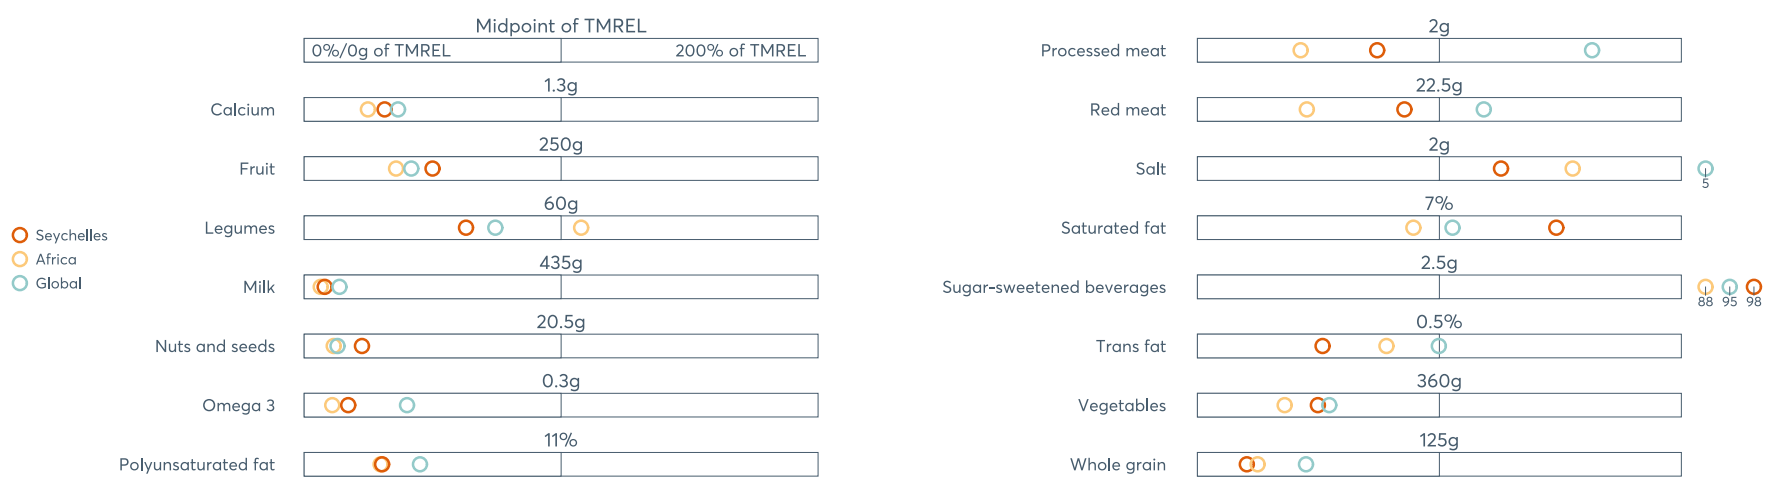 Midpoint of TMREL
0%/0g of TMREL
200% of TMREL
1.3g
Calcium
250g
Fruit
60g
Legumes
435g
Milk
20.5g
Nuts and seeds
0.3g
Omega 3
11%
Polyunsaturated fat
Seychelles
Africa
Global
2g
Processed meat
22.5g
Red meat
2g
Salt
5
7%
Saturated fat
2.5g
Sugar-sweetened beverages
88 95 98
0.5%
Trans fat
360g
Vegetables
125g
Whole grain